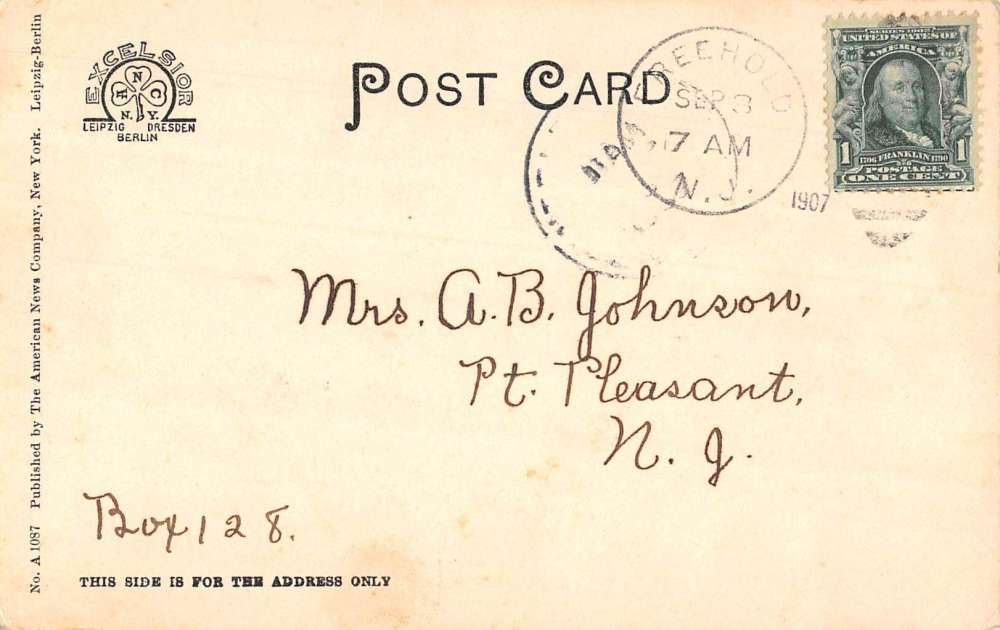 No. A 1087 Published by The American News Company, New York. Leipzig-Berlin
EXCELSIOR
A N C
N. Y.
LEIPZIG DRESDEN
BERLIN
POST CARD
FREEHOLD
SEP 3
7 AM
N.J.
1907
SERIES 1902
UNITED STATES OF
AMERICA
1 1706 FRANKLIN 1790 1
POSTAGE
ONE CENT
Mrs. A. B. Johnson,
Pt. Pleasant,
N. J.
Box 128.
THIS SIDE IS FOR THE ADDRESS ONLY